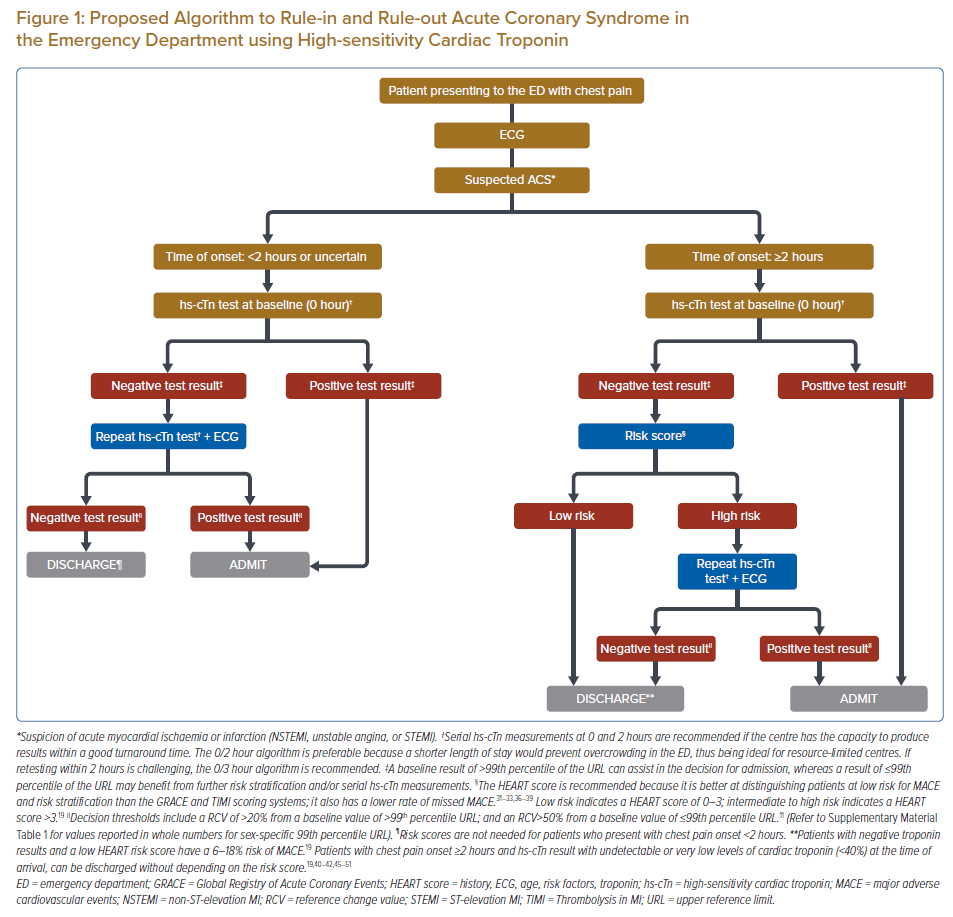 Figure 1: Proposed Algorithm to Rule-in and Rule-out Acute Coronary Syndrome in
the Emergency Department using High-sensitivity Cardiac Troponin
Patient presenting to the ED with chest pain
ECG
Suspected ACS*
Time of onset: <2 hours or uncertain
Time of onset: ≥2 hours
hs-cTn test at baseline (0 hour)†
hs-cTn test at baseline (0 hour)†
Negative test result‡
Positive test result‡
Negative test result‡
Positive test result‡
Repeat hs-cTn test† + ECG
Risk score§
Negative test result||
Positive test result||
Low risk
High risk
DISCHARGE¶
ADMIT
Repeat hs-cTn
test† + ECG
Negative test result||
Positive test result||
DISCHARGE**
ADMIT
*Suspicion of acute myocardial ischaemia or infarction (NSTEMI, unstable angina, or STEMI). †Serial hs-cTn measurements at 0 and 2 hours are recommended if the centre has the capacity to produce
results within a good turnaround time. The 0/2 hour algorithm is preferable because a shorter length of stay would prevent overcrowding in the ED, thus being ideal for resource-limited centres. If
retesting within 2 hours is challenging, the 0/3 hour algorithm is recommended. ‡A baseline result of >99th percentile of the URL can assist in the decision for admission, whereas a result of ≤99th
percentile of the URL may benefit from further risk stratification and/or serial hs-cTn measurements. §The HEART score is recommended because it is better at distinguishing patients at low risk for MACE
and risk stratification than the GRACE and TIMI scoring systems; it also has a lower rate of missed MACE.31–33,36–39 Low risk indicates a HEART score of 0–3; intermediate to high risk indicates a HEART
score >3.19 ||Decision thresholds include a RCV of >20% from a baseline value of >99th percentile URL; and an RCV>50% from a baseline value of ≤99th percentile URL.11 (Refer to Supplementary Material
Table 1 for values reported in whole numbers for sex-specific 99th percentile URL). ¶Risk scores are not needed for patients who present with chest pain onset <2 hours. **Patients with negative troponin
results and a low HEART risk score have a 6–18% risk of MACE.19 Patients with chest pain onset ≥2 hours and hs-cTn result with undetectable or very low levels of cardiac troponin (<40%) at the time of
arrival, can be discharged without depending on the risk score.19,40–42,45–51
ED = emergency department; GRACE = Global Registry of Acute Coronary Events; HEART score = history, ECG, age, risk factors, troponin; hs-cTn = high-sensitivity cardiac troponin; MACE = major adverse
cardiovascular events; NSTEMI = non-ST-elevation MI; RCV = reference change value; STEMI = ST-elevation MI; TIMI = Thrombolysis in MI; URL = upper reference limit.